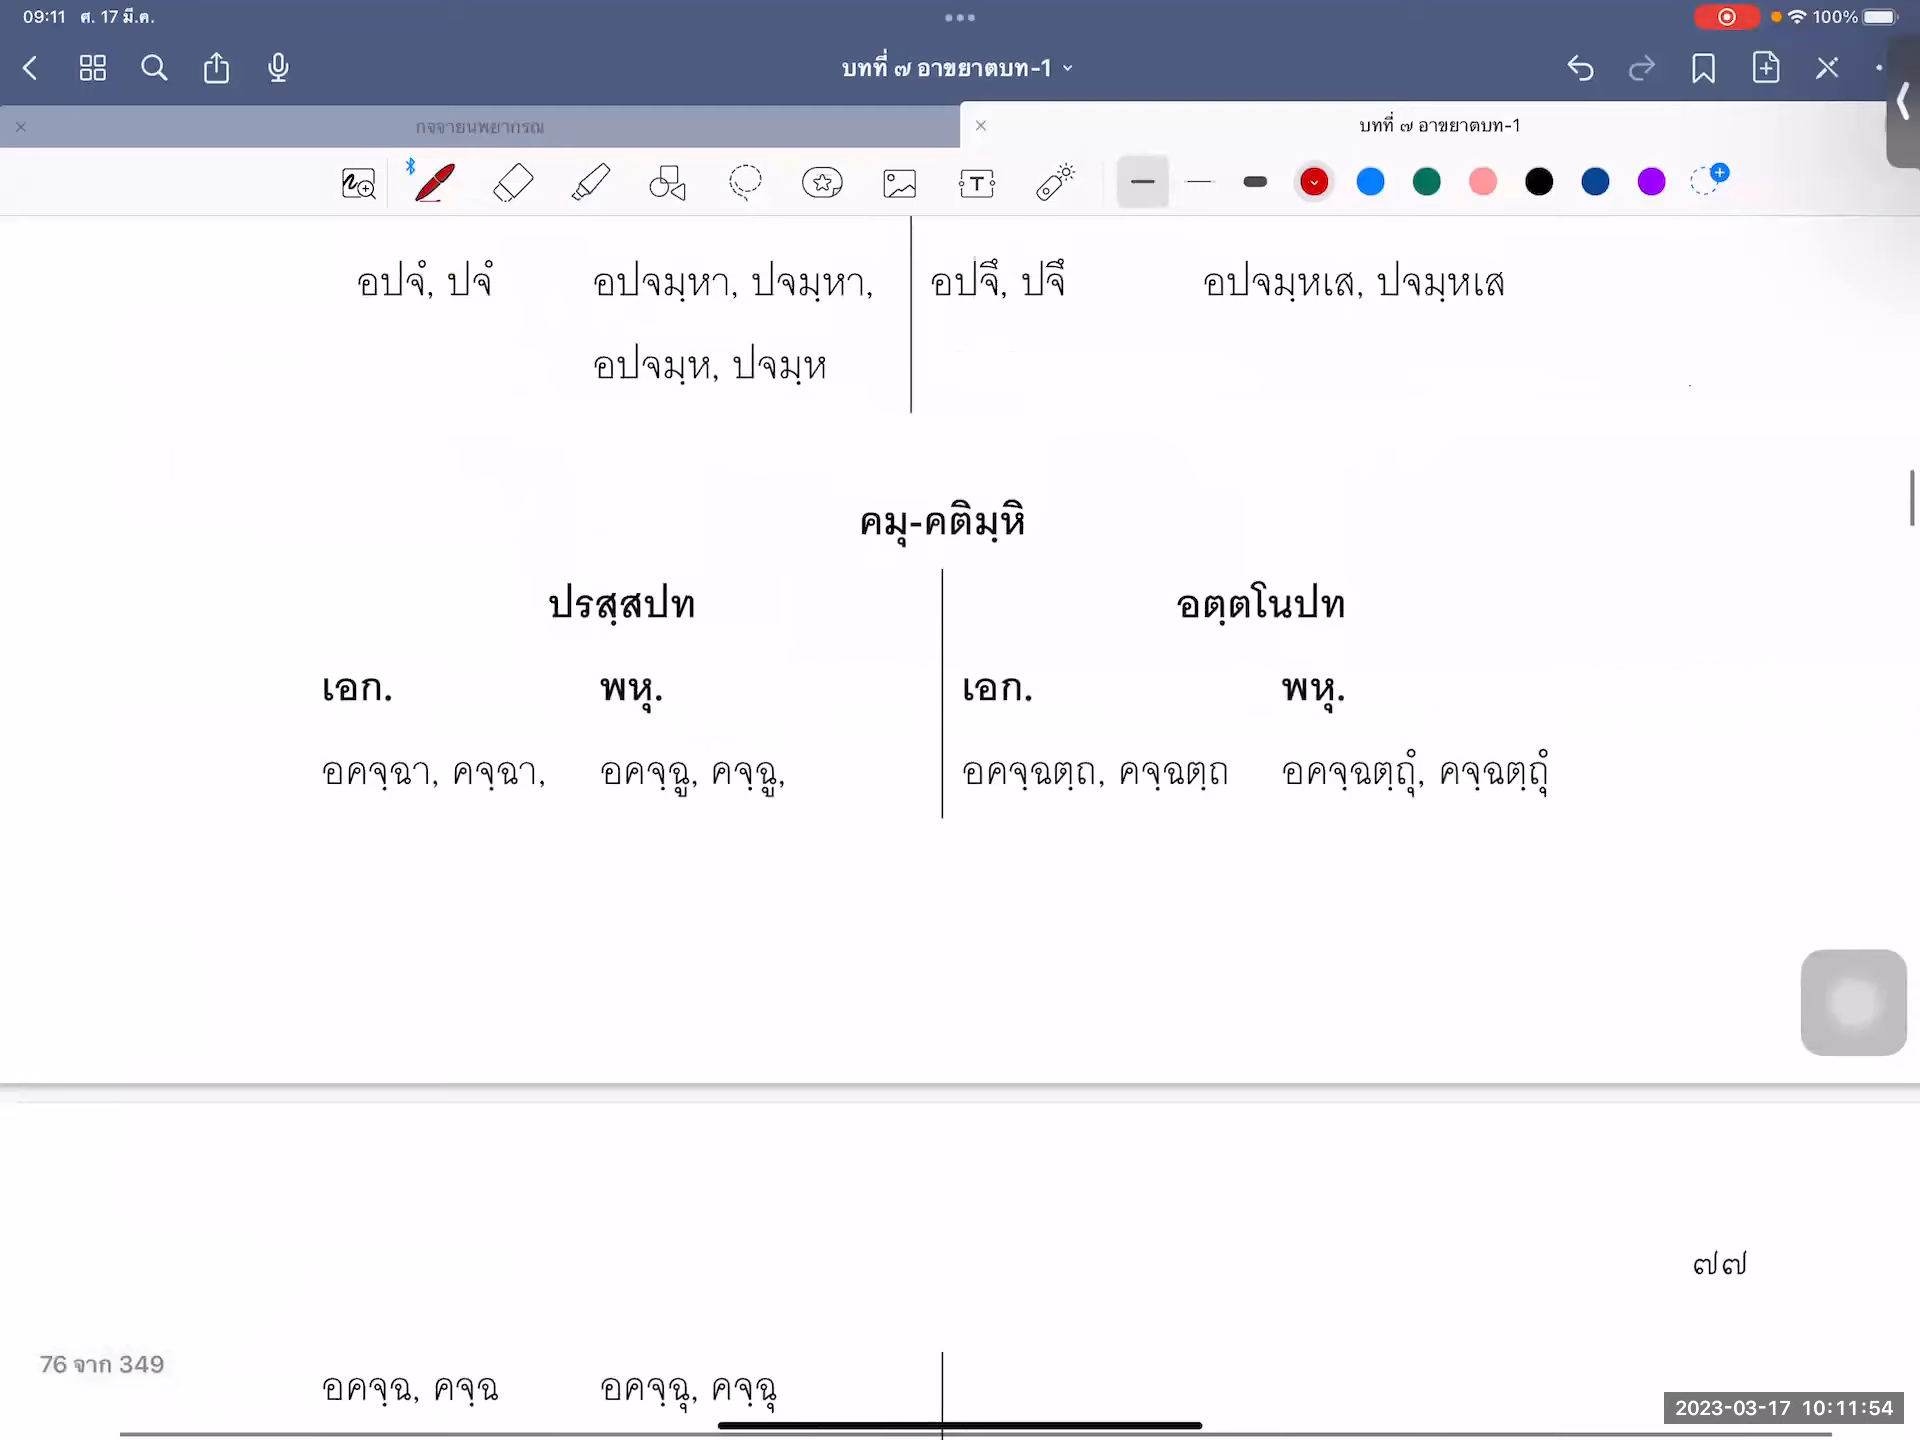 09:11 ศ. 17 มี.ค. 100%
บทที่ ๗ อาขยาตบท-1
กจจายนพยากรณ บทที่ ๗ อาขยาตบท-1
อปจํ, ปจํ อปจมฺหา, ปจมฺหา, อปจึ, ปจึ อปจมฺหเส, ปจมฺหเส
อปจมฺห, ปจมฺห
คมุ-คติมฺหิ
ปรสฺสปท อตฺตโนปท
เอก. พหุ. เอก. พหุ.
อคจฺฉา, คจฺฉา, อคจฺฉู, คจฺฉู, อคจฺฉตฺถ, คจฺฉตฺถ อคจฺฉตฺถุํ, คจฺฉตฺถุํ
๗๗
76 จาก 349
อคจฺฉ, คจฺฉ อคจฺฉุ, คจฺฉุ
2023-03-17 10:11:54